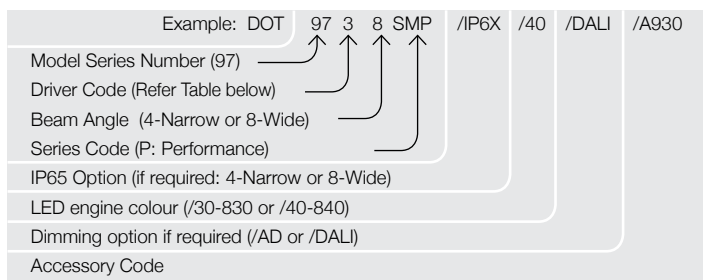 Example: DOT 97 3 8 SMP /IP6X /40 /DALI /A930
Model Series Number (97)
Driver Code (Refer Table below)
Beam Angle (4-Narrow or 8-Wide)
Series Code (P: Performance)
IP65 Option (if required: 4-Narrow or 8-Wide)
LED engine colour (/30-830 or /40-840)
Dimming option if required (/AD or /DALI)
Accessory Code